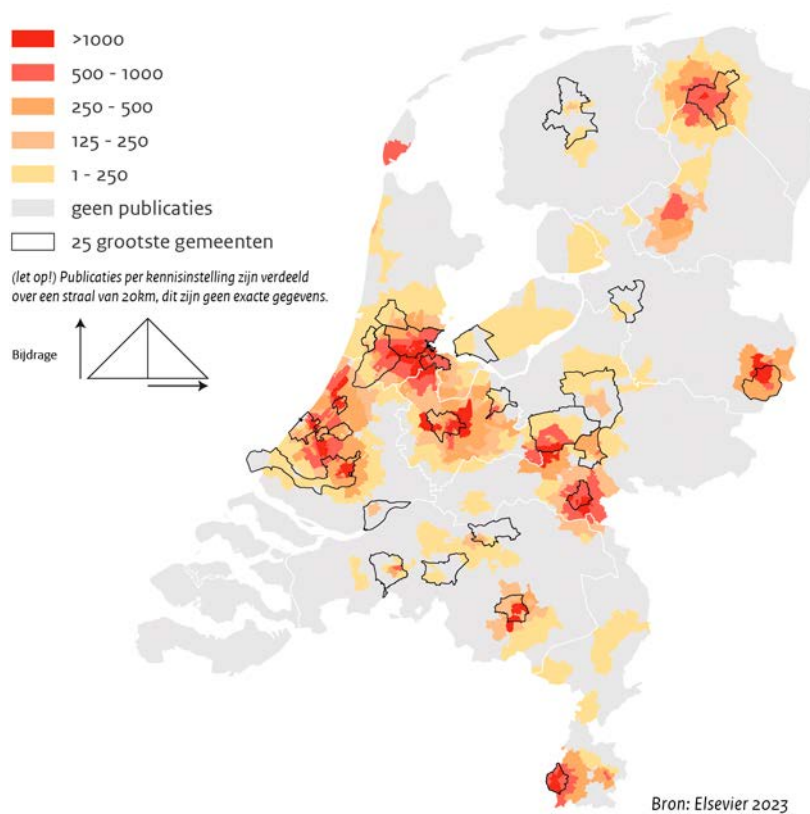 >1000
500 - 1000
250 - 500
125 - 250
1 - 250
geen publicaties
25 grootste gemeenten
(let op!) Publicaties per kennisinstelling zijn verdeeld
over een straal van 20km, dit zijn geen exacte gegevens.
Bijdrage
Bron: Elsevier 2023